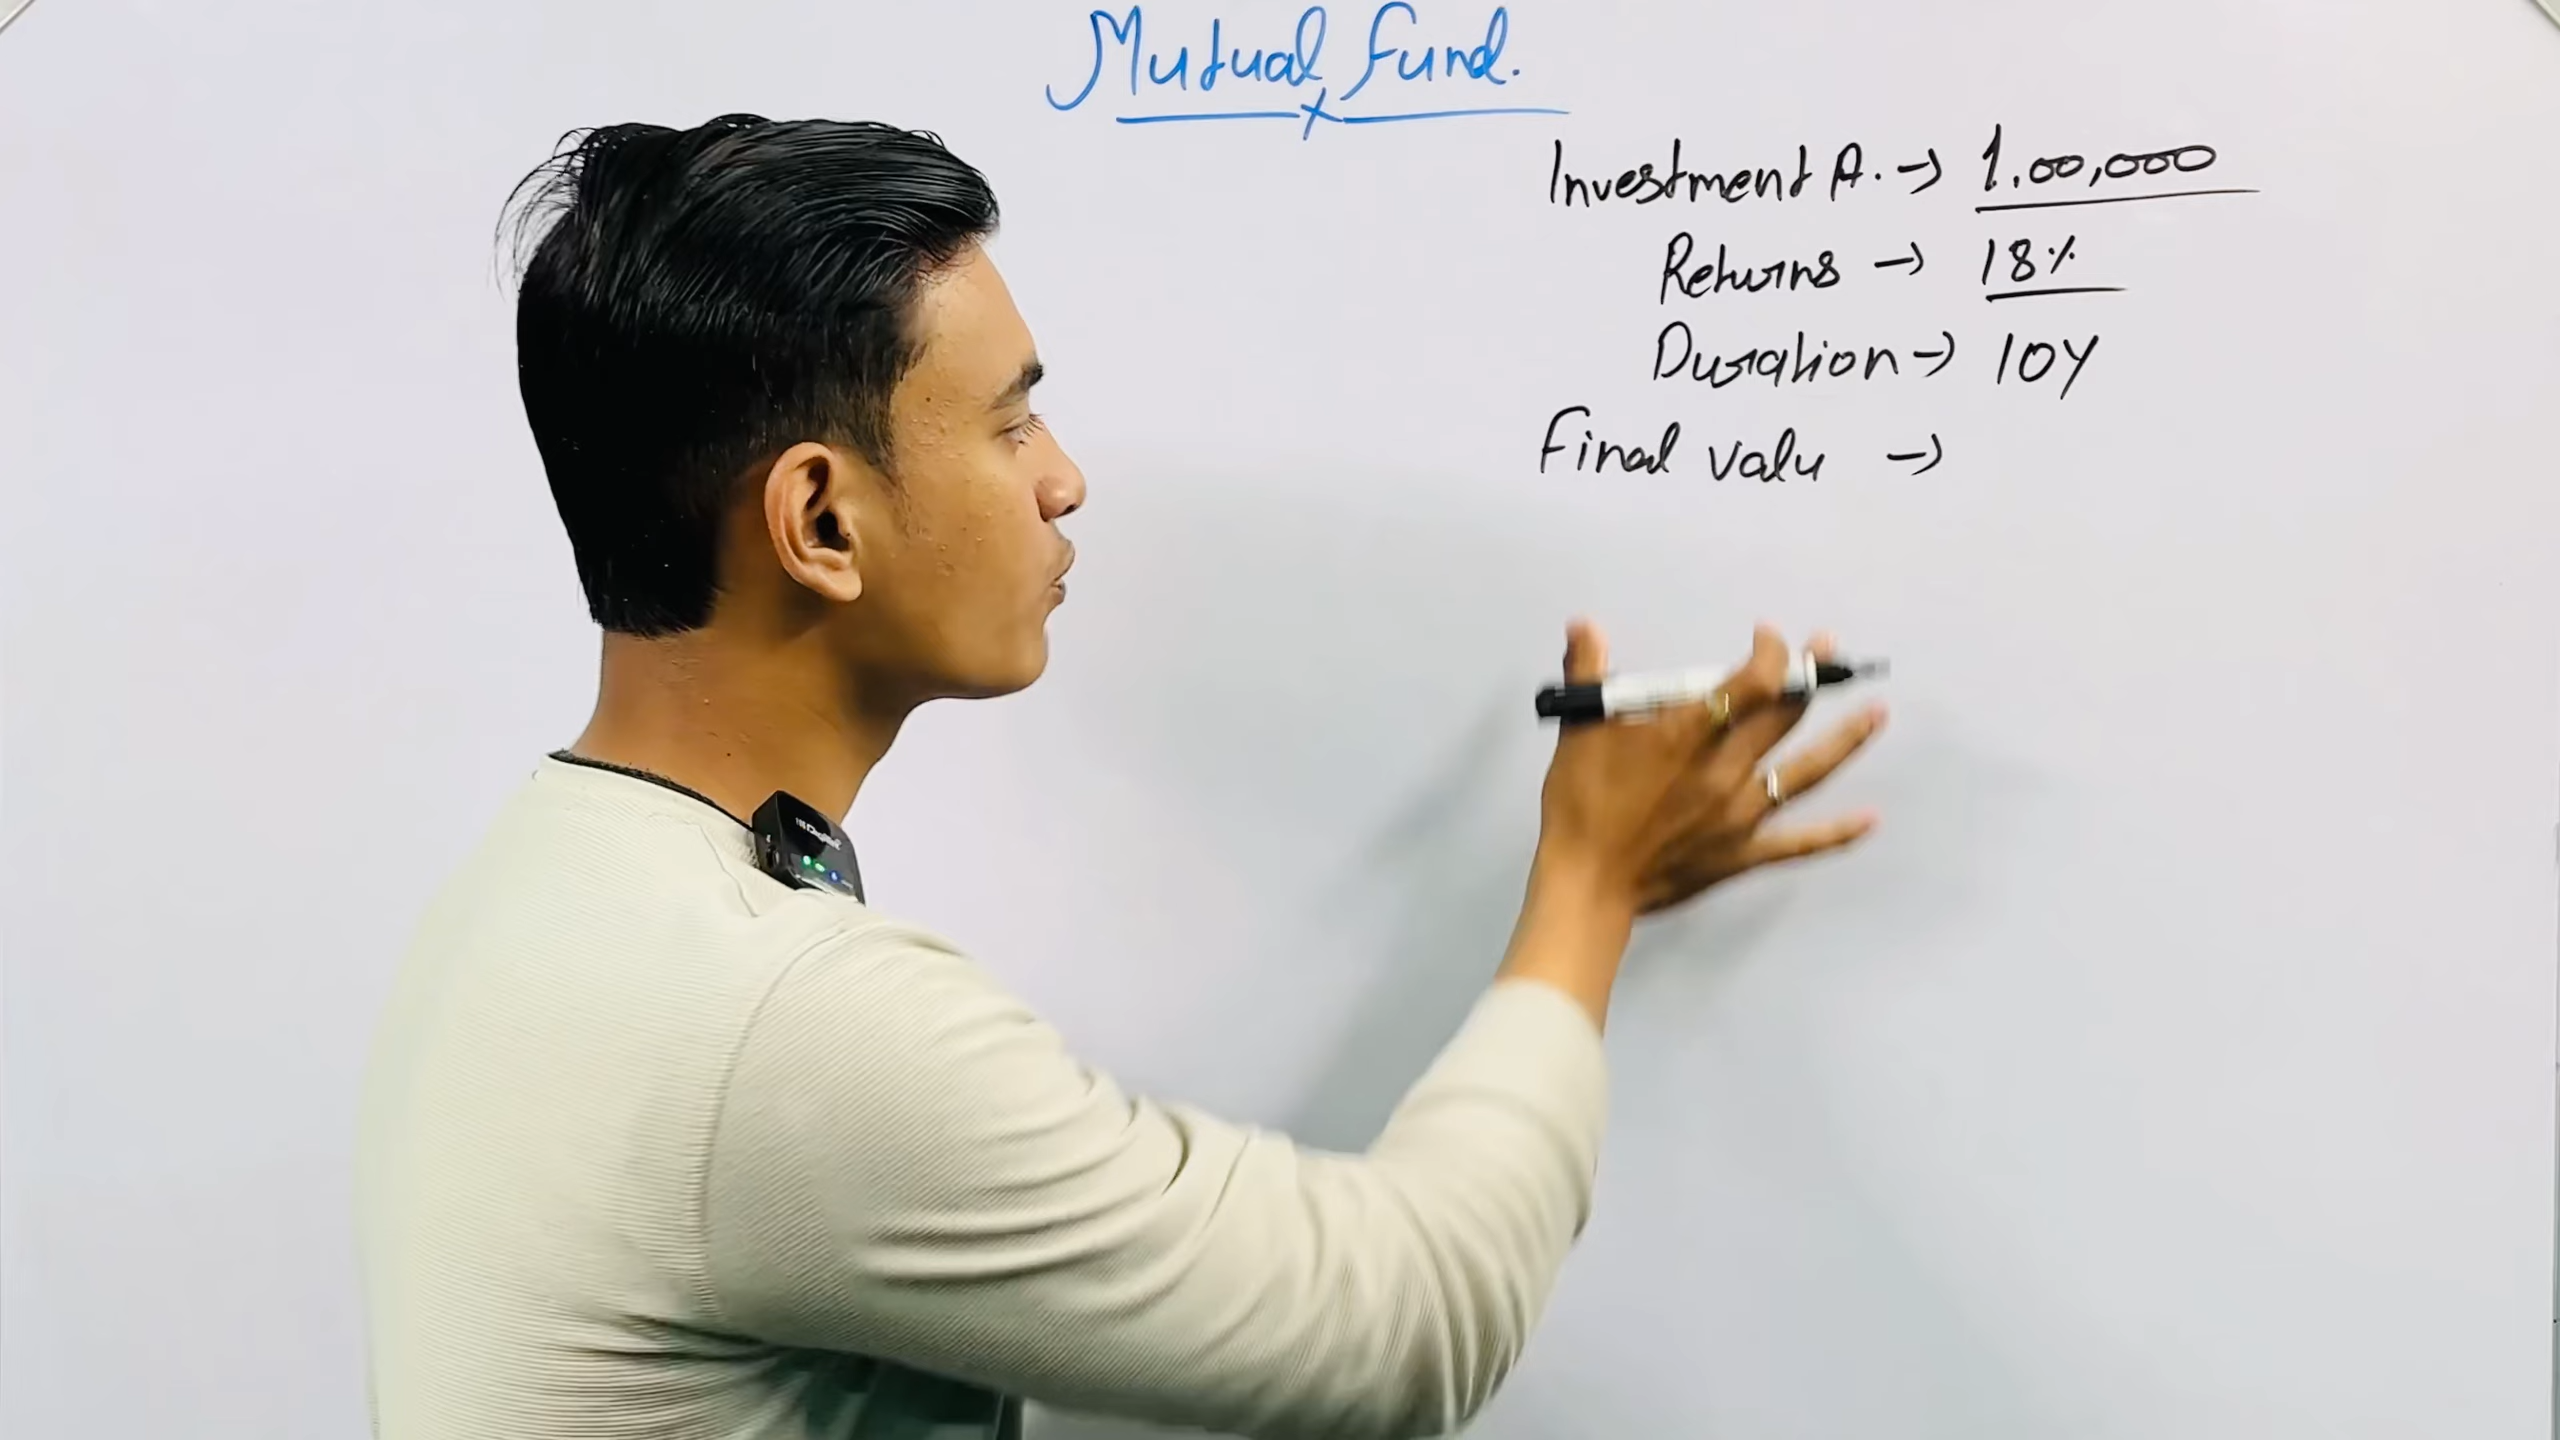 Mutual Fund.
Investment A. → 1,00,000
Returns → 18%
Duration → 10Y
Final valu →